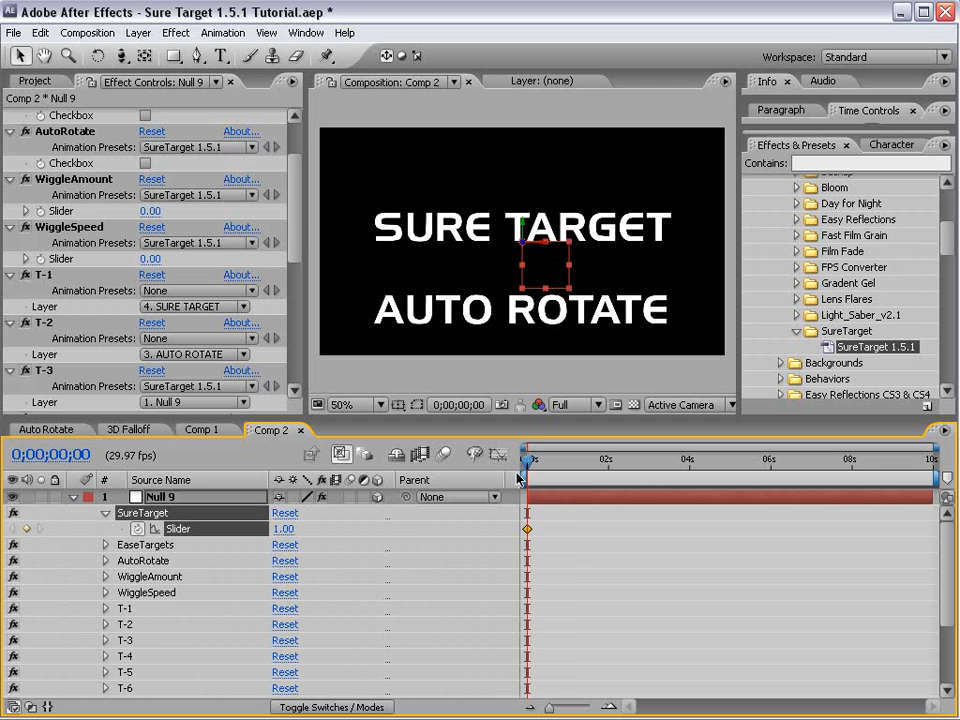 Adobe After Effects - Sure Target 1.5.1 Tutorial.aep *
File Edit Composition Layer Effect Animation View Window Help
Workspace: Standard
Project Effect Controls: Null 9
Comp 2 * Null 9
Checkbox
AutoRotate Reset About...
Animation Presets: SureTarget 1.5.1
Checkbox
WiggleAmount Reset About...
Animation Presets: SureTarget 1.5.1
Slider 0.00
WiggleSpeed Reset About...
Animation Presets: SureTarget 1.5.1
Slider 0.00
T-1 Reset About...
Animation Presets: None
Layer 4. SURE TARGET
T-2 Reset About...
Animation Presets: None
Layer 3. AUTO ROTATE
T-3 Reset About...
Animation Presets: SureTarget 1.5.1
Layer 1. Null 9
Composition: Comp 2 Layer: (none)
SURE TARGET
AUTO ROTATE
50% 0;00;00;00 Full Active Camera
Info Audio
Paragraph Time Controls
Effects & Presets Character
Contains:
Bloom
Day for Night
Easy Reflections
Fast Film Grain
Film Fade
FPS Converter
Gradent Gel
Lens Flares
Light_Saber_v2.1
SureTarget
SureTarget 1.5.1
Backgrounds
Behaviors
Easy Reflections CS3 & CS4
Auto Rotate 3D Falloff Comp 1 Comp 2
0;00;00;00 (29.97 fps)
02s 04s 06s 08s 10s
# Source Name Parent
1 Null 9 None
SureTarget Reset
Slider 1.00
EaseTargets Reset
AutoRotate Reset
WiggleAmount Reset
WiggleSpeed Reset
T-1 Reset
T-2 Reset
T-3 Reset
T-4 Reset
T-5 Reset
T-6 Reset
Toggle Switches / Modes